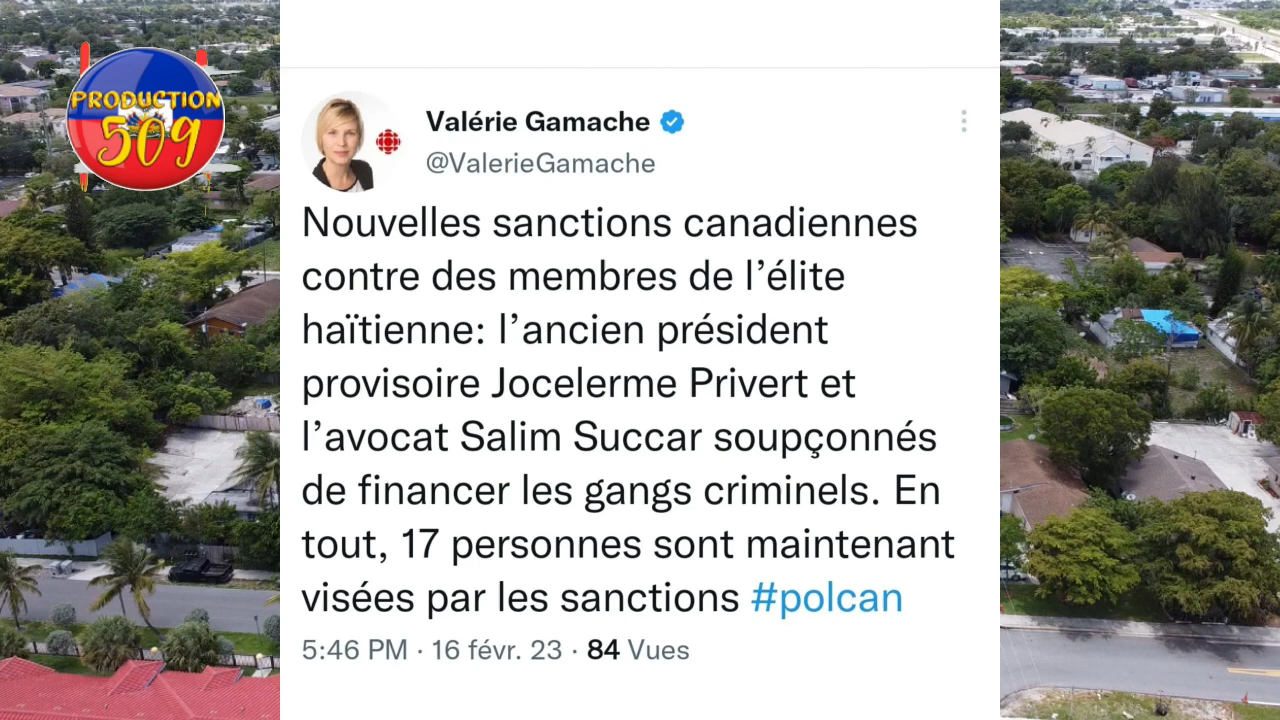 PRODUCTION
509
Valérie Gamache
@ValerieGamache
Nouvelles sanctions canadiennes
contre des membres de l’élite
haïtienne: l’ancien président
provisoire Jocelerme Privert et
l’avocat Salim Succar soupçonnés
de financer les gangs criminels. En
tout, 17 personnes sont maintenant
visées par les sanctions #polcan
5:46 PM · 16 févr. 23 · 84 Vues